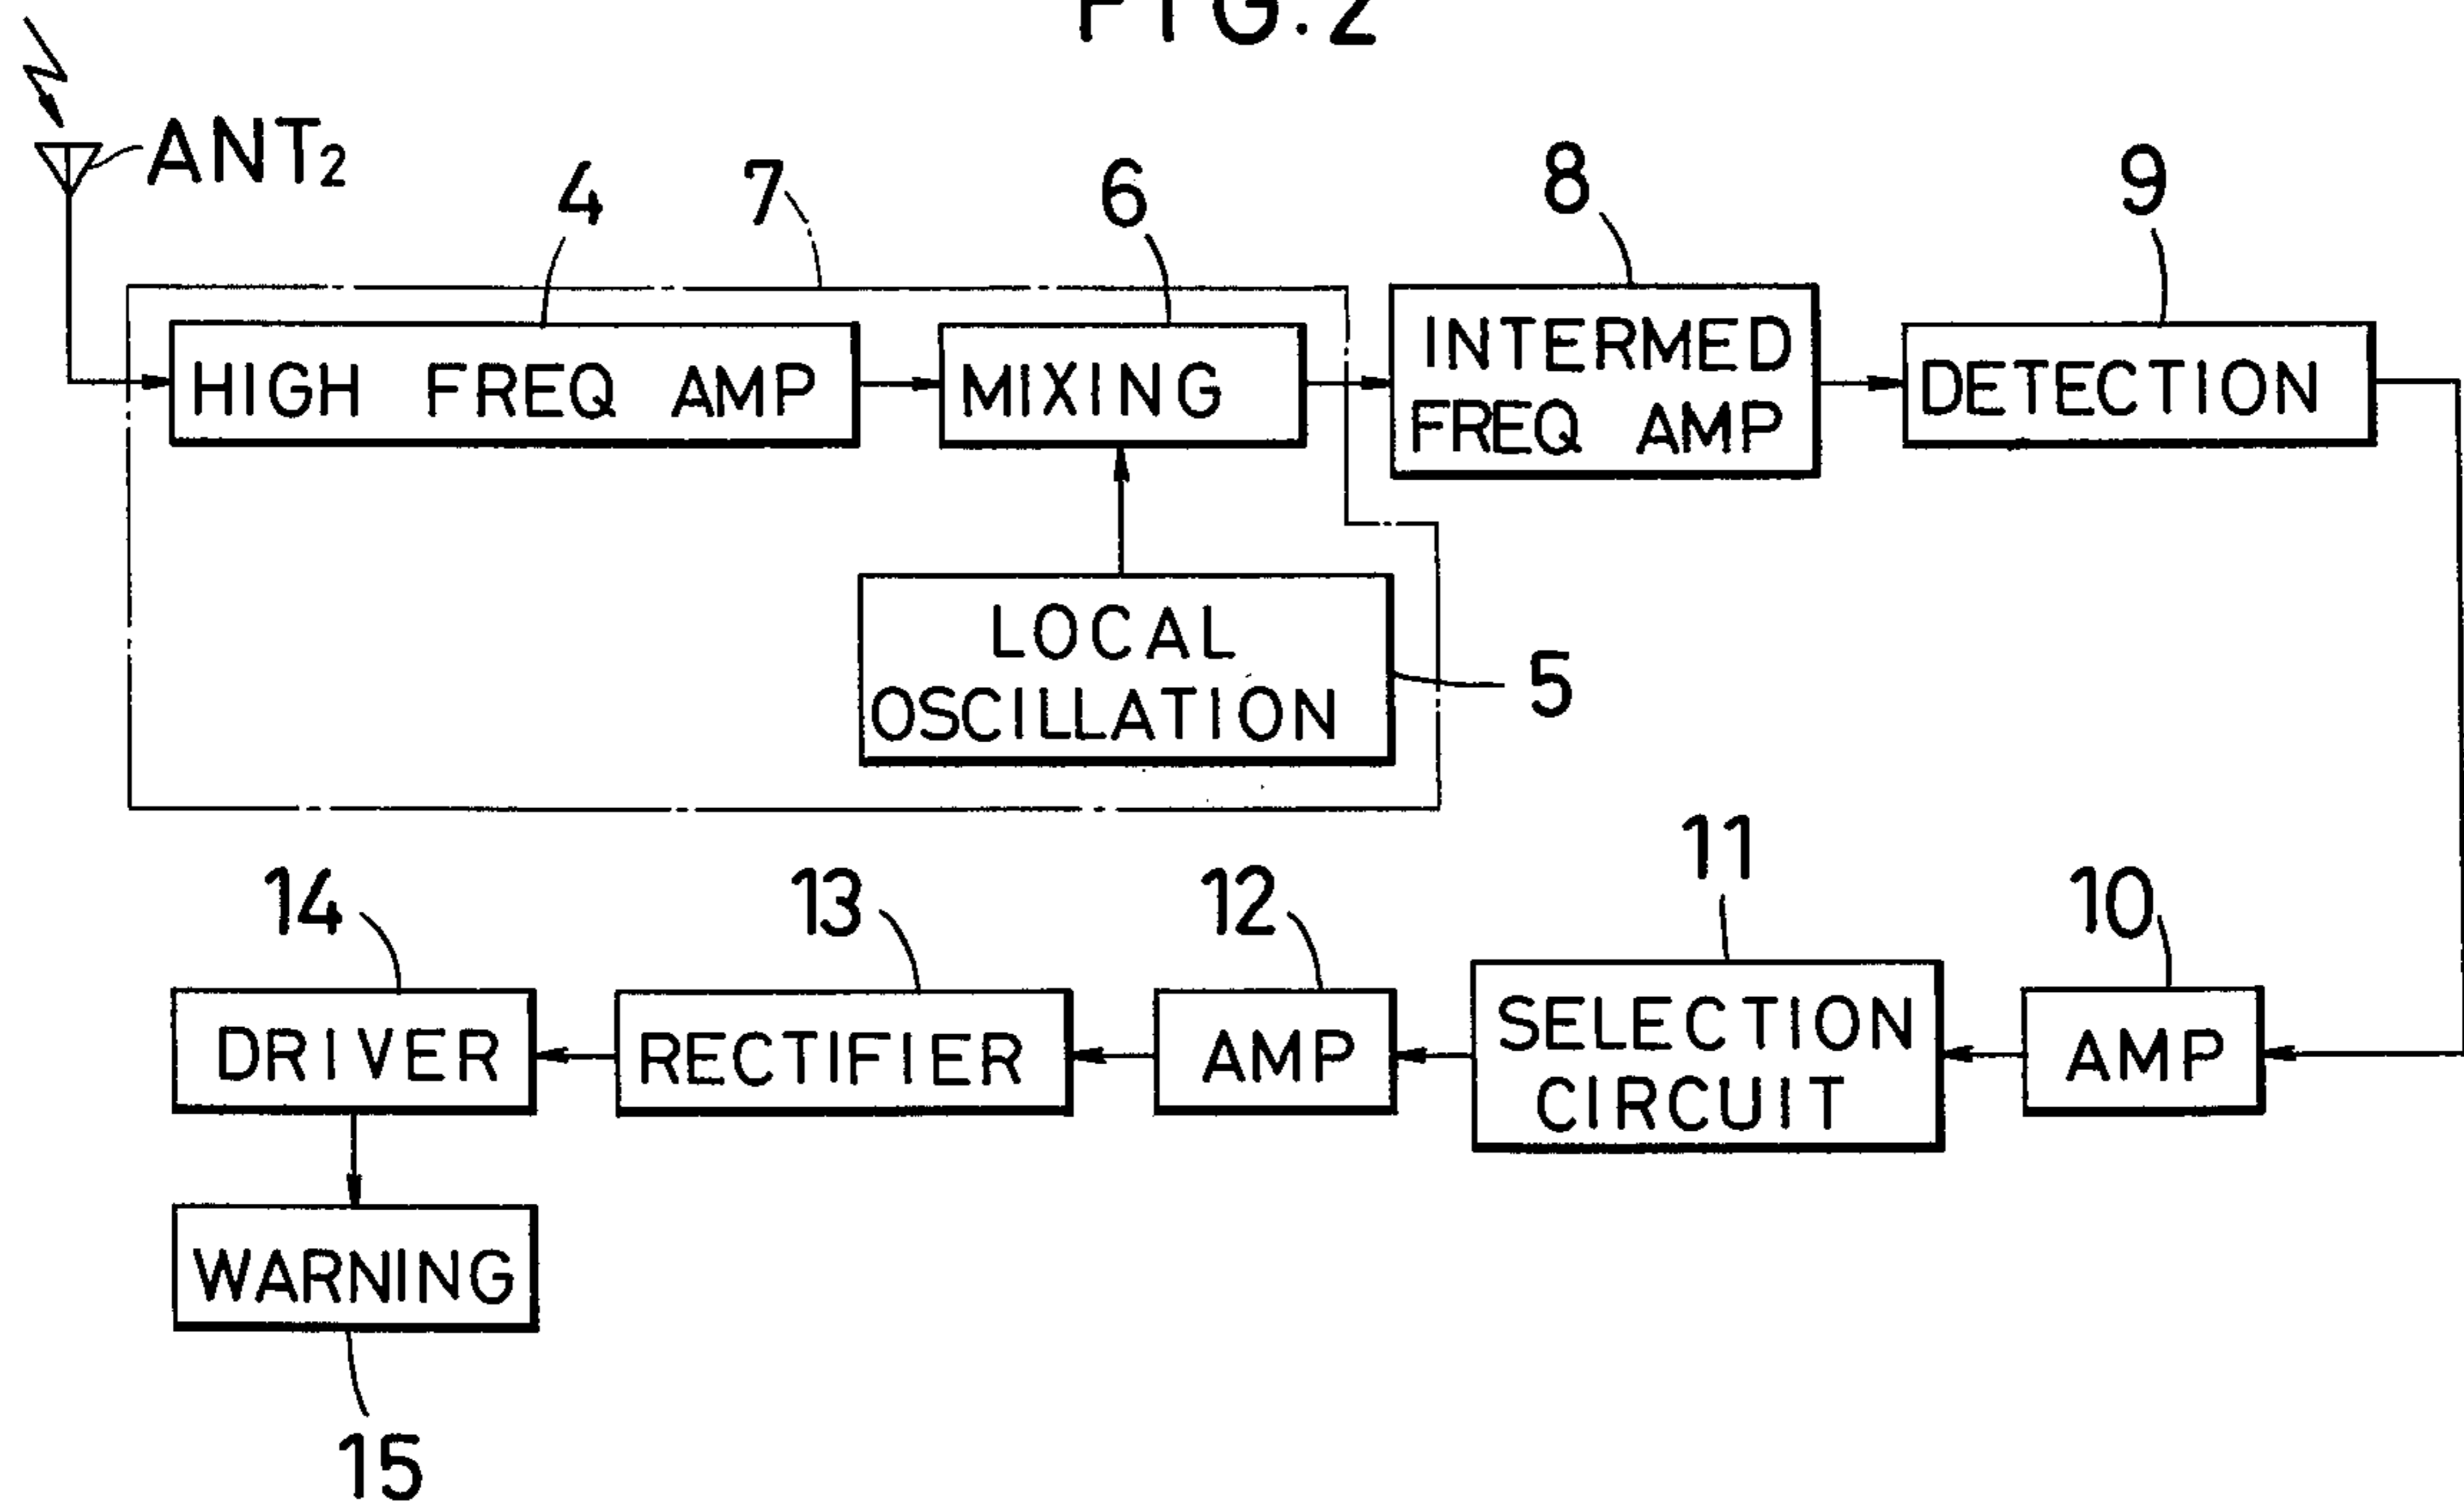 FIG.2
ANT2
4
7
6
8
9
HIGH FREQ AMP
MIXING
INTERMED
FREQ AMP
DETECTION
LOCAL
OSCILLATION
5
14
13
12
11
10
DRIVER
RECTIFIER
AMP
SELECTION
CIRCUIT
AMP
WARNING
15